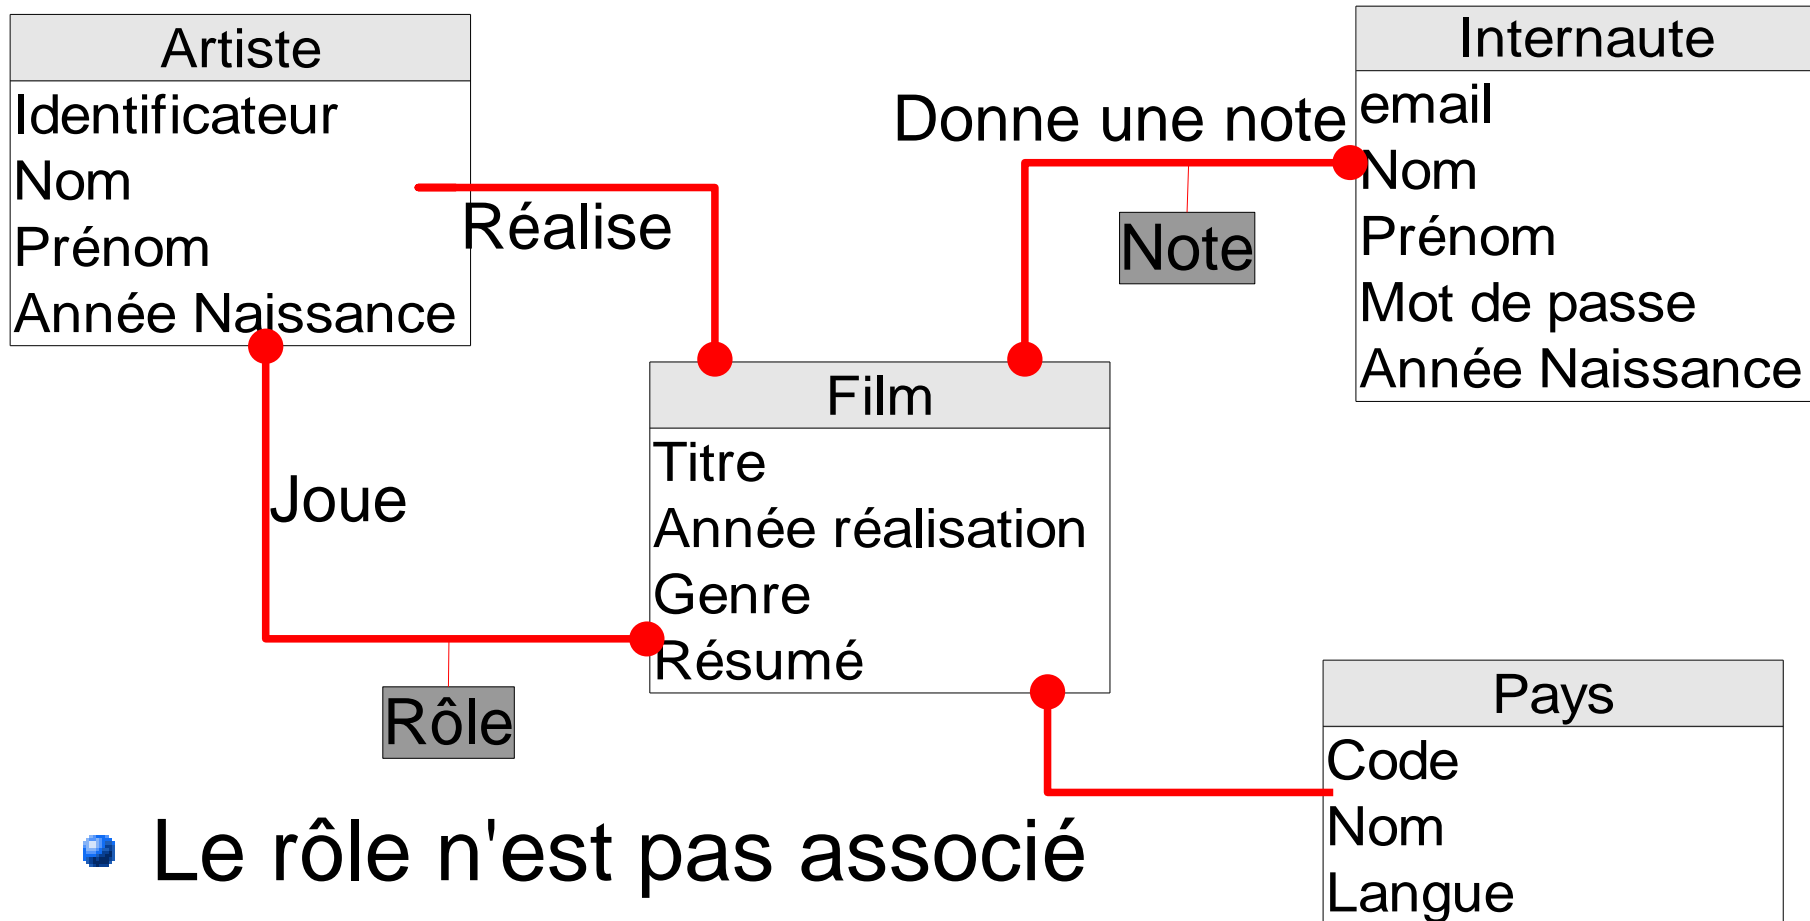 Artiste
Identificateur
Nom
Prénom
Année Naissance
Réalise
Joue
Rôle
Donne une note
Note
Internaute
email
Nom
Prénom
Mot de passe
Année Naissance
Film
Titre
Année réalisation
Genre
Résumé
Pays
Code
Nom
Langue
Le rôle n'est pas associé